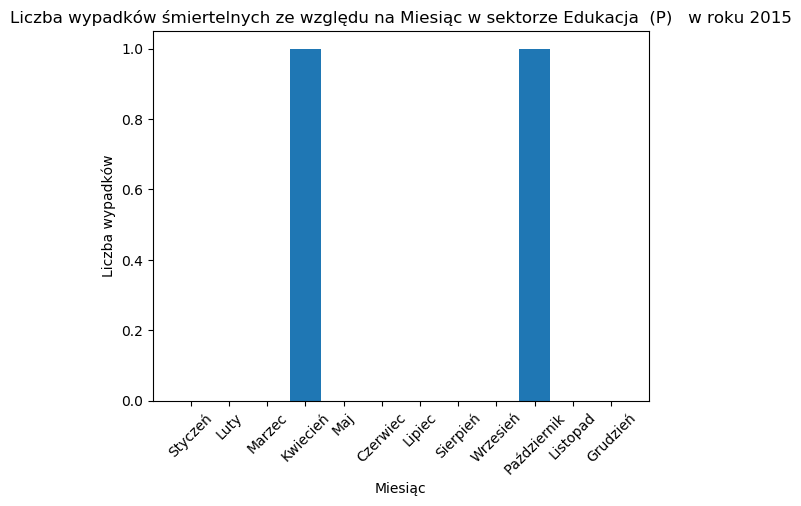 Liczba wypadków śmiertelnych ze względu na Miesiąc w sektorze Edukacja  (P)   w roku 2015
1.0
0.8
0.6
0.4
0.2
0.0
Liczba wypadków
Styczeń
Luty
Marzec
Kwiecień
Maj
Czerwiec
Lipiec
Sierpień
Wrzesień
Październik
Listopad
Grudzień
Miesiąc